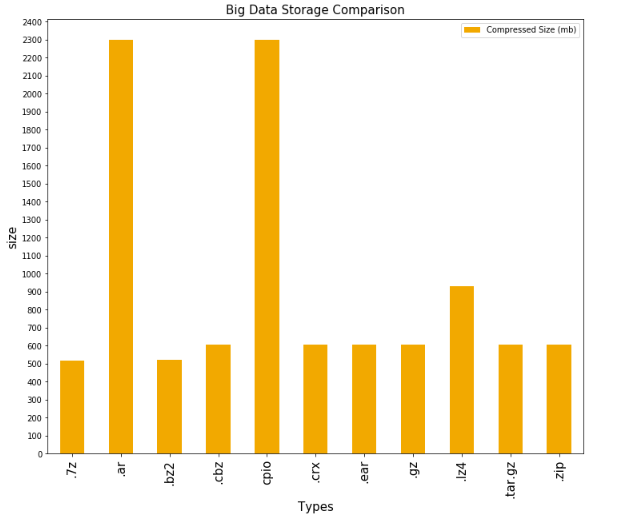 Big Data Storage Comparison
Compressed Size (mb)
2400
2300
2200
2100
2000
1900
1800
1700
1600
1500
1400
1300
1200
1100
1000
900
800
700
600
500
400
300
200
100
0
size
.7z
.ar
.bz2
.cbz
cpio
.crx
.ear
.gz
.lz4
.tar.gz
.zip
Types